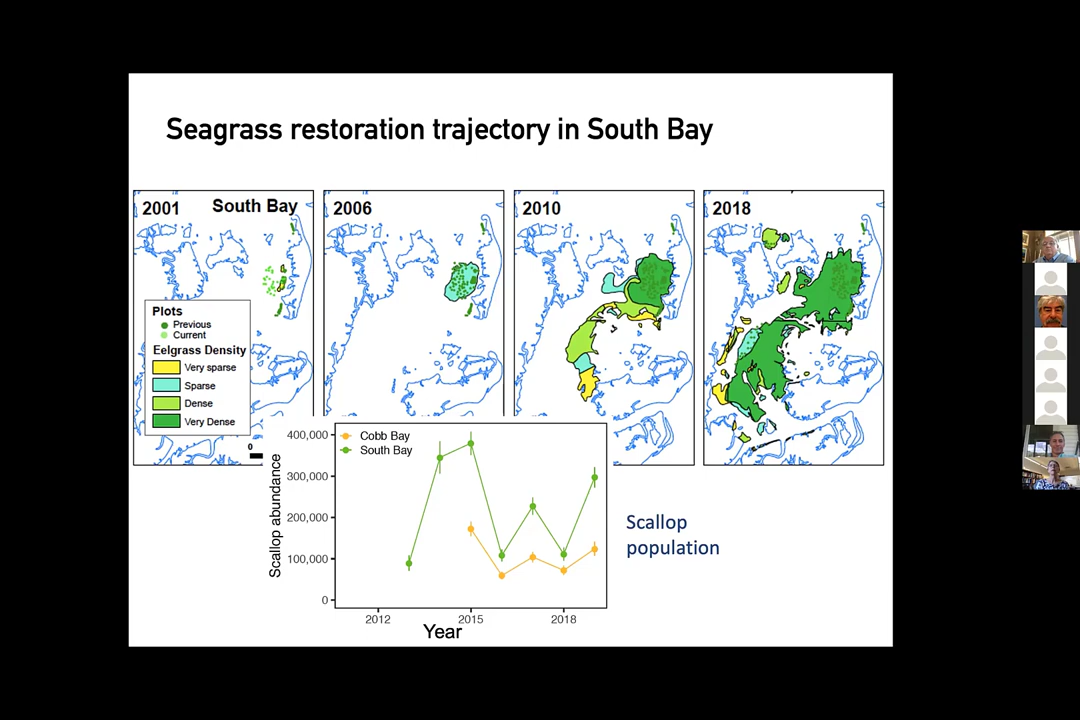 Seagrass restoration trajectory in South Bay
2001
South Bay
2006
2010
2018
Plots
Previous
Current
Eelgrass Density
Very sparse
Sparse
Dense
Very Dense
0
400,000
300,000
200,000
100,000
0
Scallop abundance
Cobb Bay
South Bay
2012
2015
2018
Year
Scallop
population